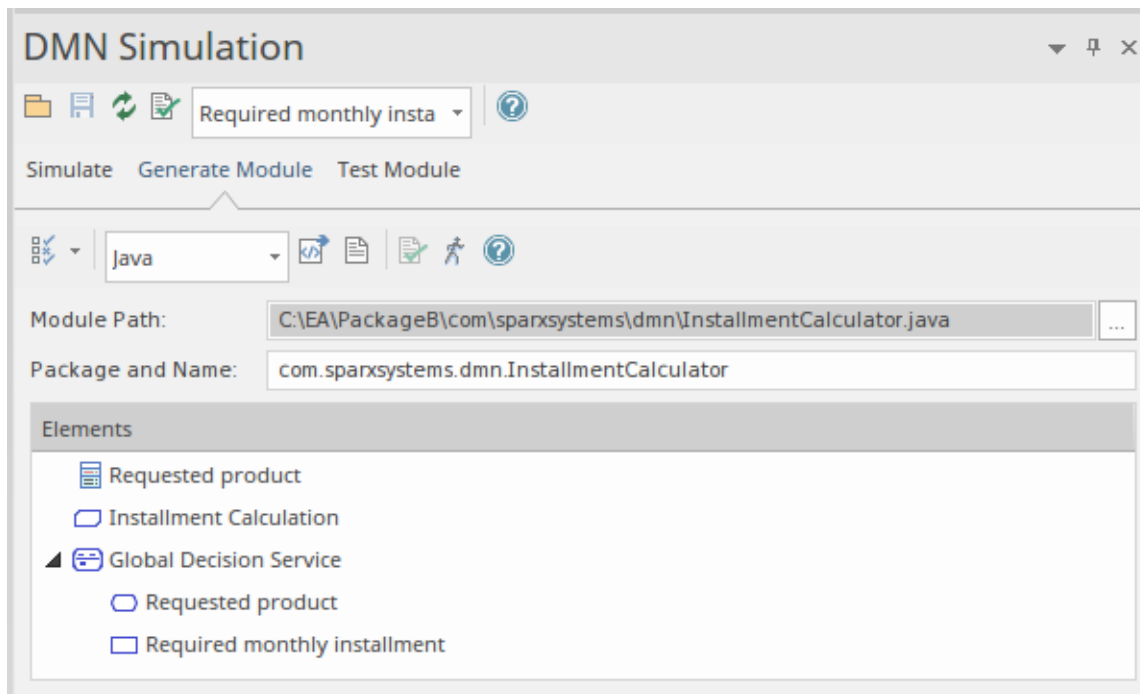 DMN Simulation
Required monthly insta
Simulate Generate Module Test Module
Java
Module Path: C:\EA\PackageB\com\sparxsystems\dmn\InstallmentCalculator.java ...
Package and Name: com.sparxsystems.dmn.InstallmentCalculator
Elements
Requested product
Installment Calculation
Global Decision Service
Requested product
Required monthly installment